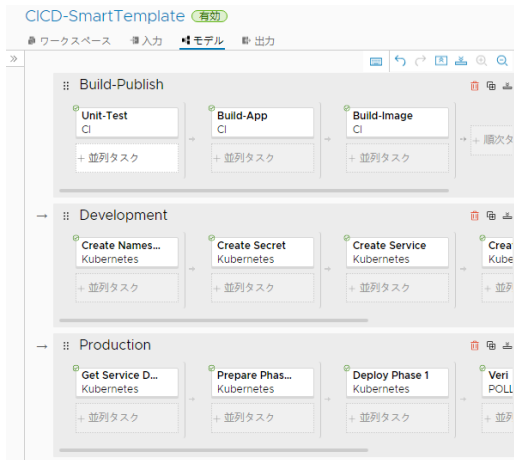 CICD-SmartTemplate 有効
ワークスペース 入力 モデル 出力
Build-Publish
Unit-Test Build-App Build-Image
CI CI CI
+ 並列タスク + 並列タスク + 並列タスク + 順次タ
Development
Create Names... Create Secret Create Service Crea
Kubernetes Kubernetes Kubernetes Kube
+ 並列タスク + 並列タスク + 並列タスク + 並列
Production
Get Service D... Prepare Phas... Deploy Phase 1 Veri
Kubernetes Kubernetes Kubernetes POLL
+ 並列タスク + 並列タスク + 並列タスク + 並列